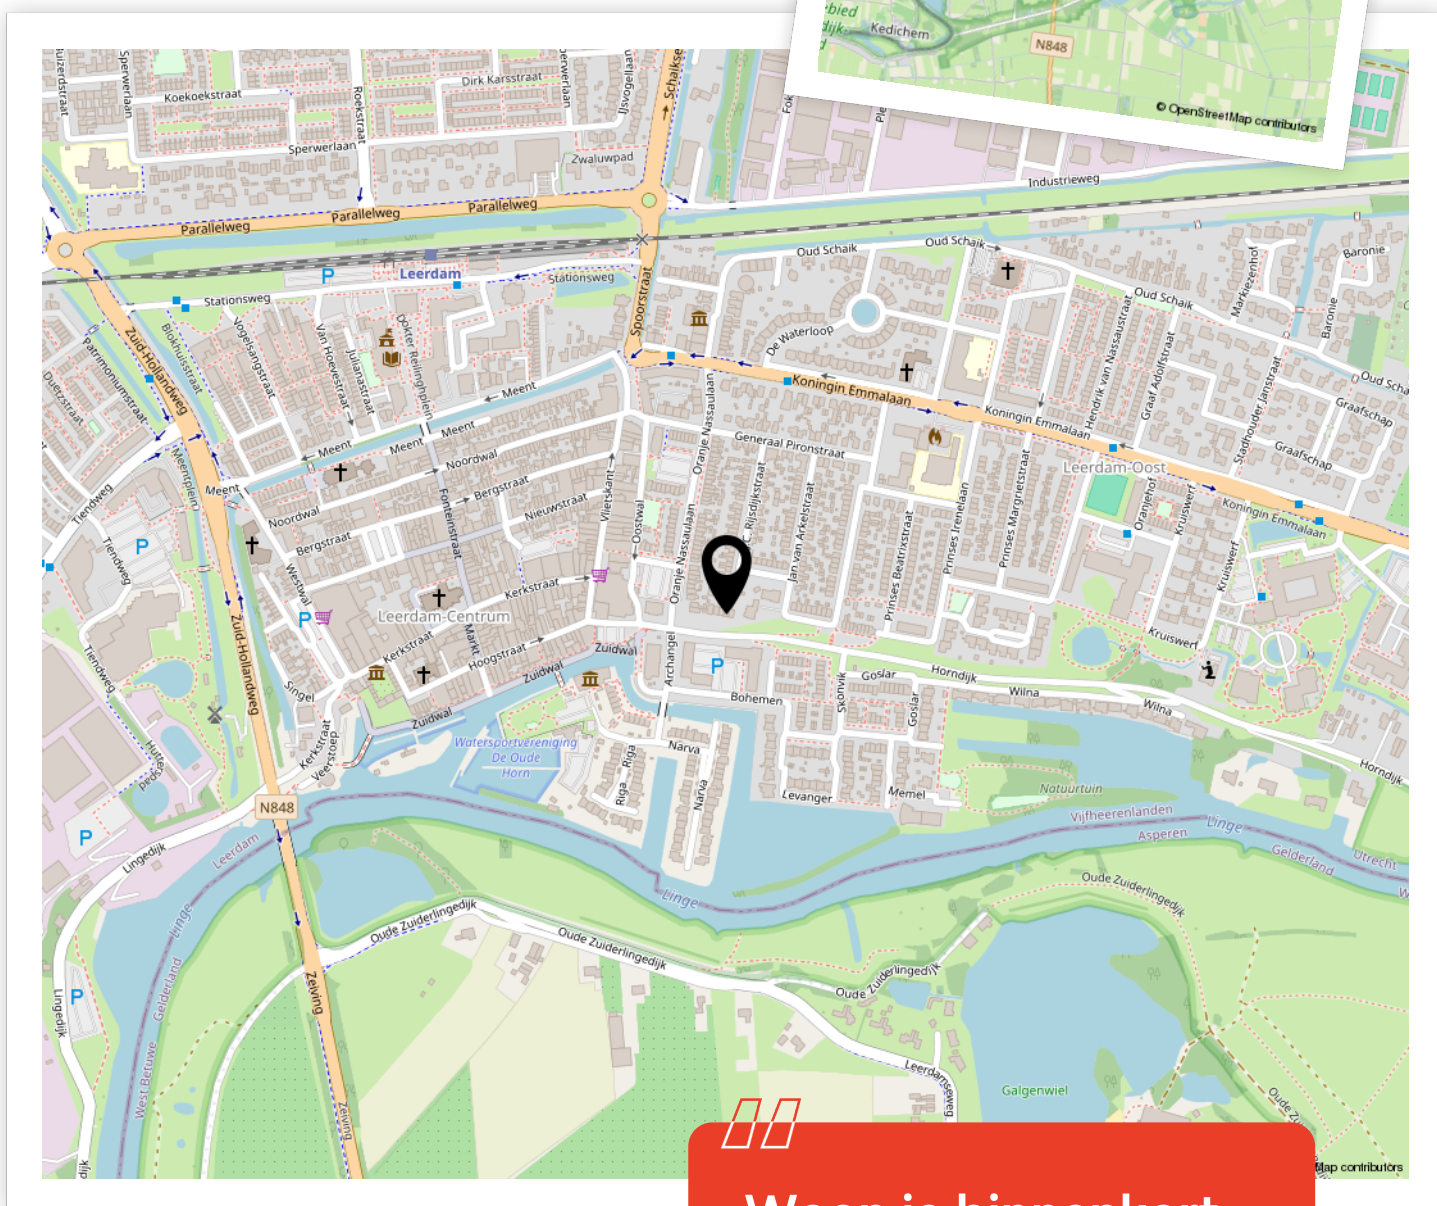 Kedichem
N848
© OpenStreetMap contributors
Koekoekstraat
Sperwerlaan
Roekstraat
Dirk Karsstraat
Sperwerlaan
Zwaluwpad
Industrieweg
Parallelweg
Parallelweg
Parallelweg
Leerdam
Stationsweg
Stationsweg
Spoorstraat
Oud Schaik
Oud Schaik
Oud Schaik
Markiezenhof
Baronie
Baronie
De Waterloop
Zuid-Hollandweg
Blokhuisstraat
Vogelsangstraat
Van Hoevestraat
Julianastraat
Dokter Reilinghplein
Patrimoniumstraat
Meent
Meent
Meent
Meent
Meent
Meentplein
Koningin Emmalaan
Koningin Emmalaan
Koningin Emmalaan
Hendrik van Nassaustraat
Graaf Adolfstraat
Stadhouder Janstraat
Graafschap
Graafschap
Generaal Pironstraat
Oranje Nassaulaan
Oranje Nassaulaan
Oranje Nassaulaan
Leerdam-Oost
Noordwal
Noordwal
Bergstraat
Bergstraat
Nieuwstraat
Fonteinstraat
Vlietskant
Oostwal
Jan van Arkelstraat
Prinses Beatrixstraat
Prinses Irenelaan
Prinses Margrietstraat
Oranjehof
Kruiswerf
Kruiswerf
Kruiswerf
Tiendweg
Tiendweg
Tiendweg
Westwal
Leerdam-Centrum
Kerkstraat
Kerkstraat
Kerkstraat
Markt
Hoogstraat
Zuidwal
Zuidwal
Zuidwal
Singel
Veerstoep
Zuid-Hollandweg
Archangel
Bohemen
Skonvik
Goslar
Goslar
Horndijk
Horndijk
Wilna
Wilna
Watersportvereniging
De Oude
Horn
Riga
Riga
Narva
Narva
Levanger
Memel
Natuurtuin
N848
Lingedijk
Lingedijk
Leerdam
Linge
Linge
Linge
Vijfheerenlanden
Asperen
Gelderland
Utrecht
Gelderland
West Betuwe
Oude Zuiderlingedijk
Oude Zuiderlingedijk
Oude Zuiderlingedijk
Oude Zuiderlingedijk
Zeiving
Zeiving
Leerdamseweg
Galgenwiel
Map contributors